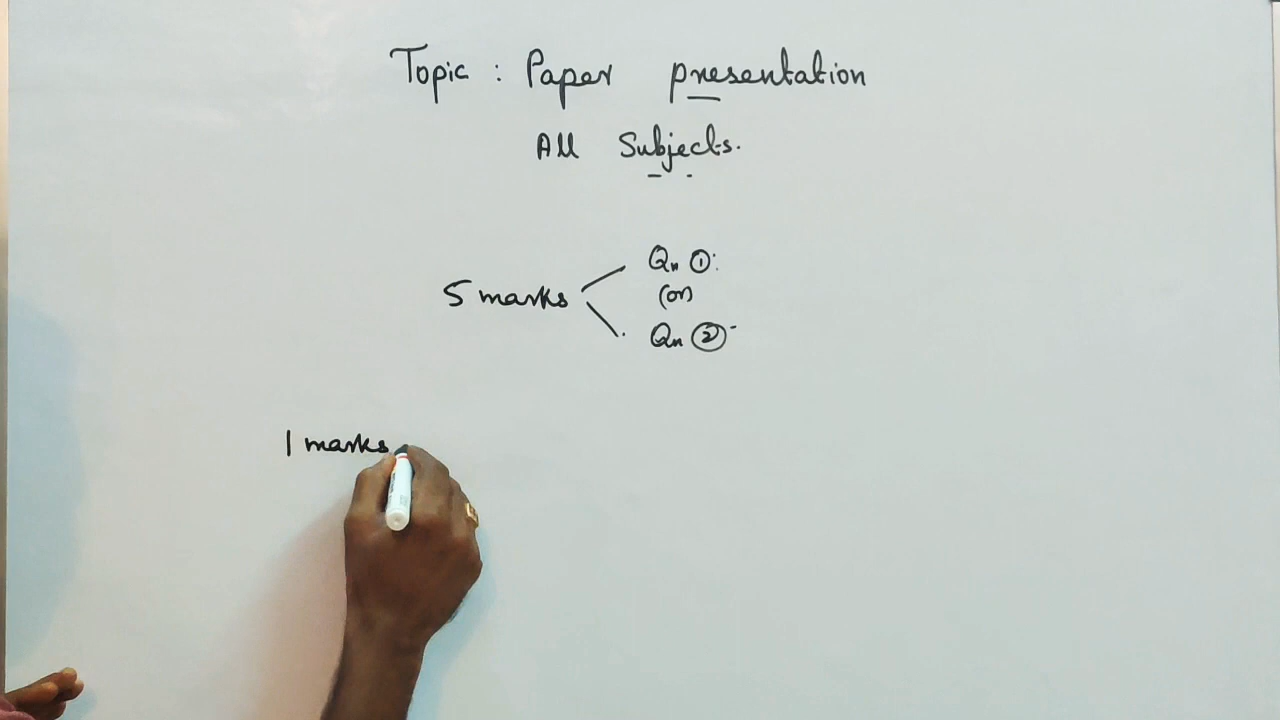 Topic : Paper presentation
All Subjects.
Qn ①:
5 marks (or)
Qn ②-
1 marks